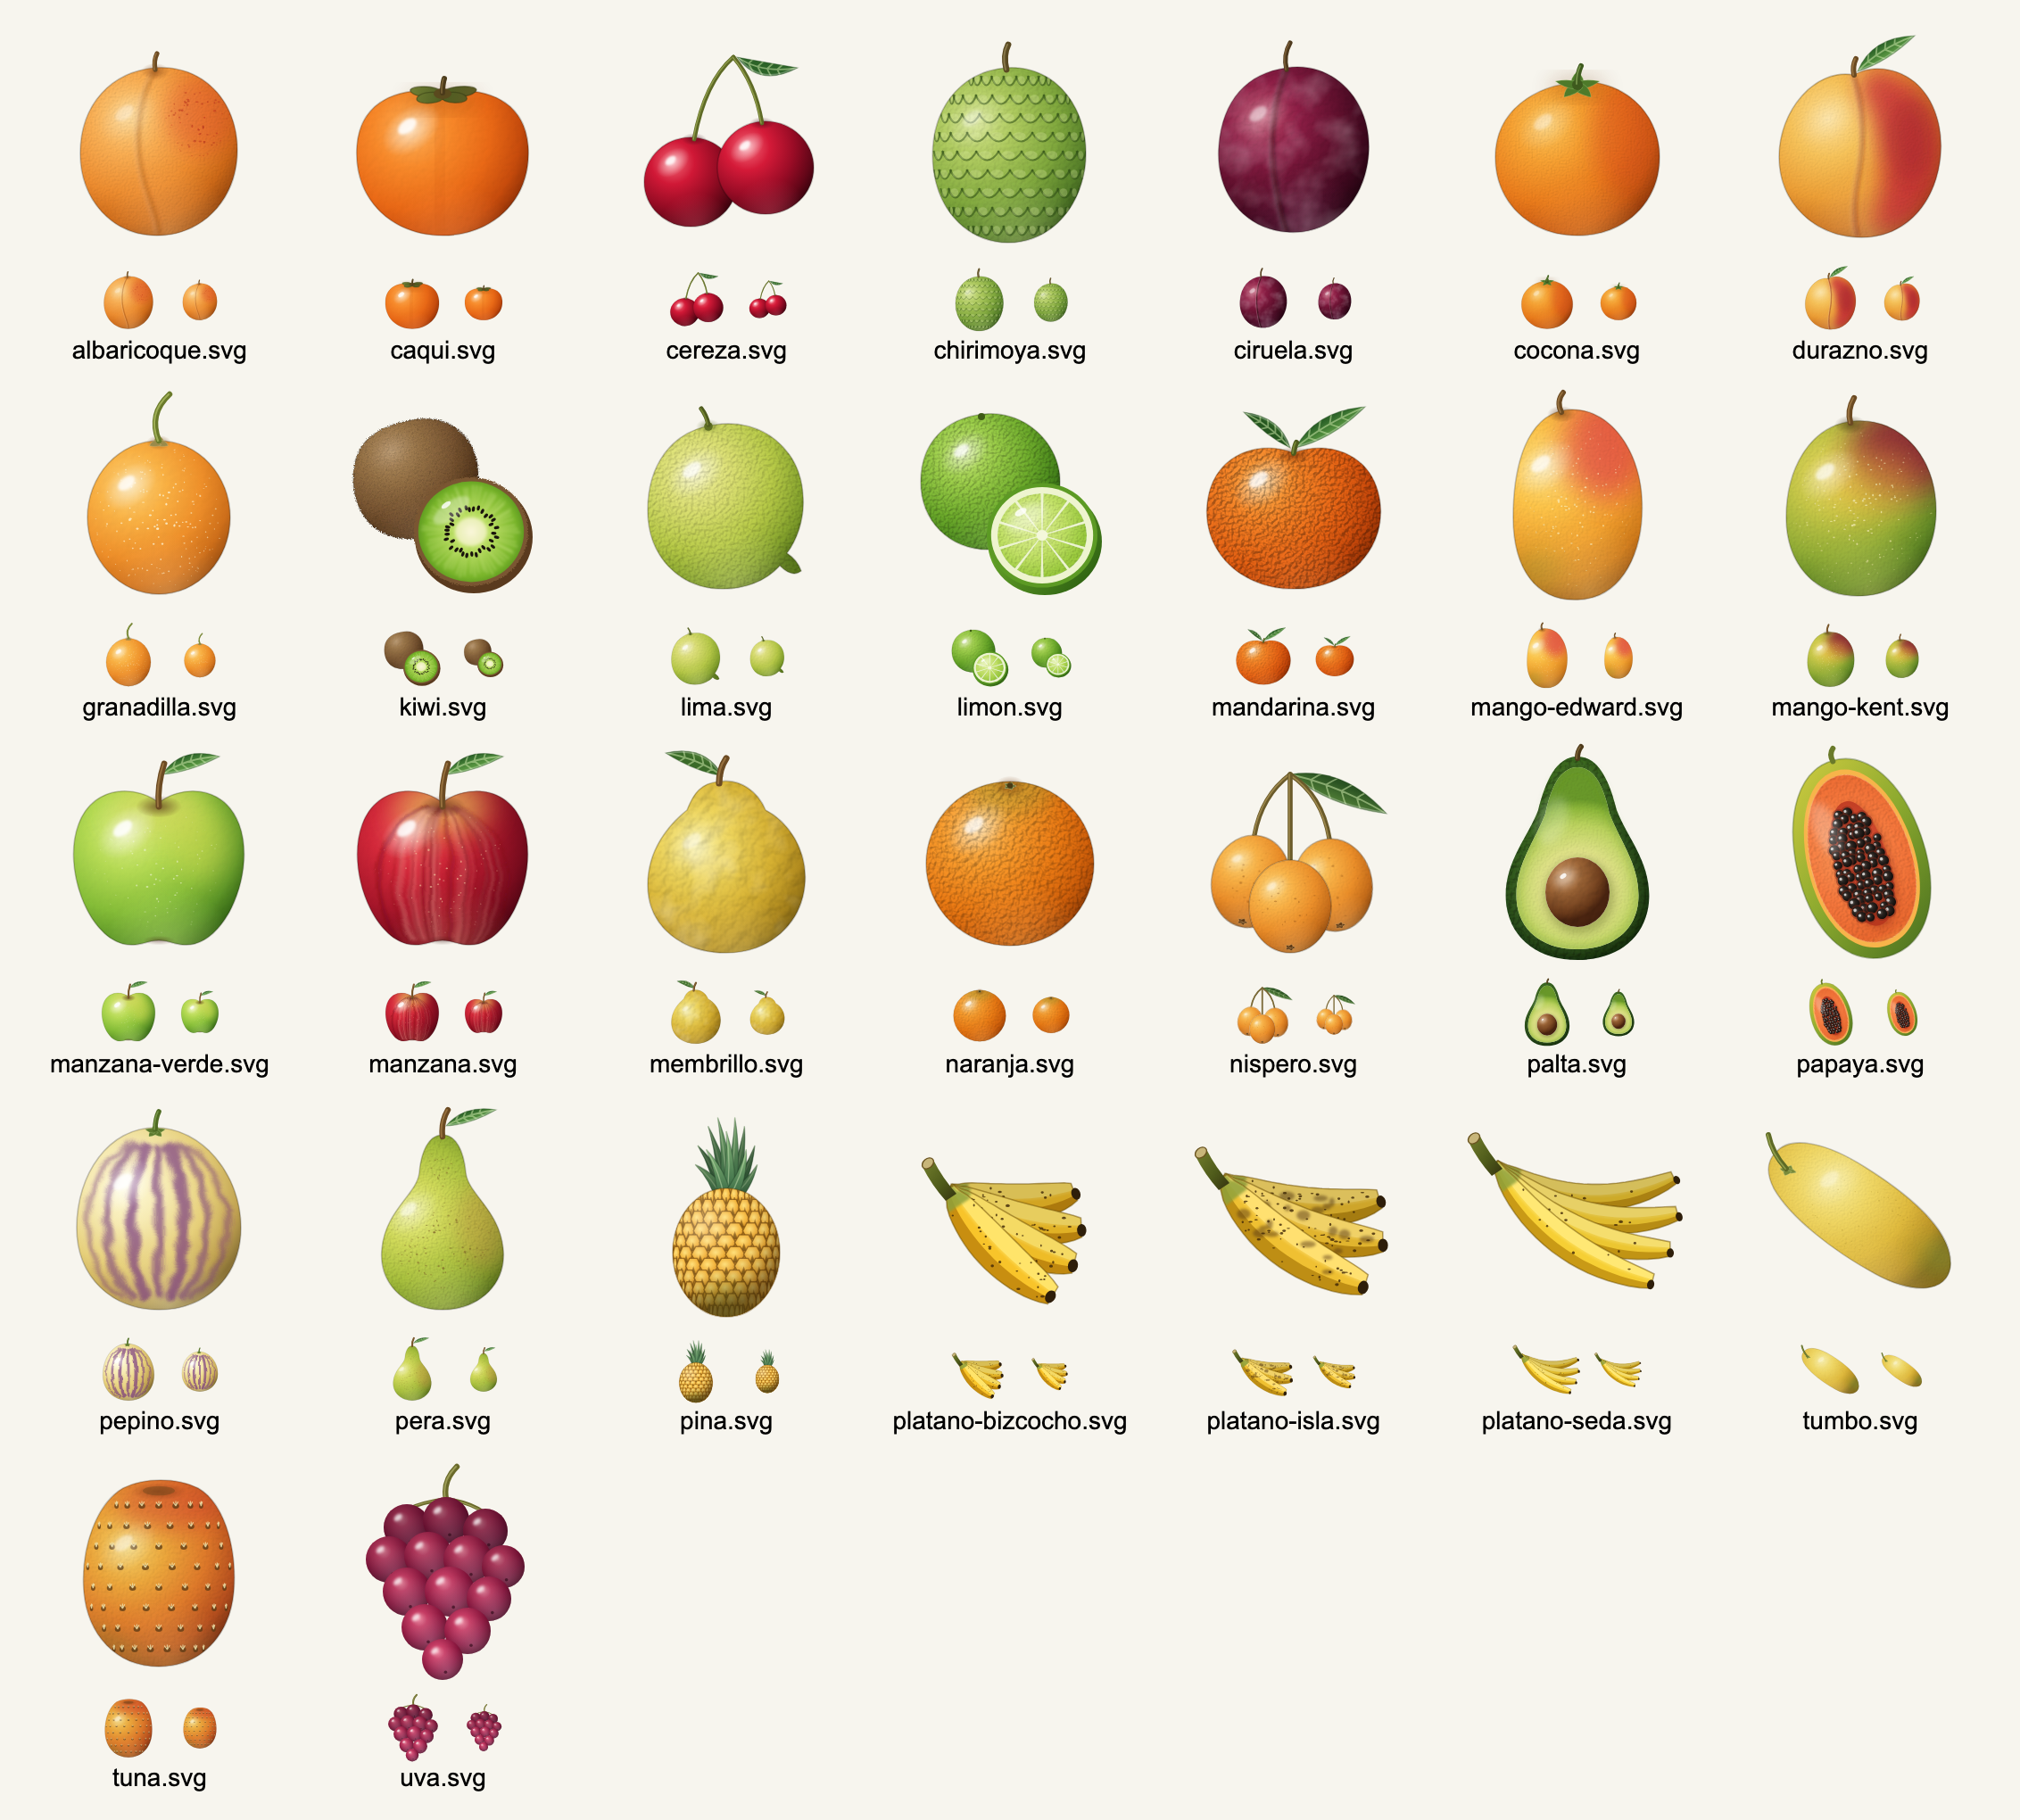 albaricoque.svg
caqui.svg
cereza.svg
chirimoya.svg
ciruela.svg
cocona.svg
durazno.svg
granadilla.svg
kiwi.svg
lima.svg
limon.svg
mandarina.svg
mango-edward.svg
mango-kent.svg
manzana-verde.svg
manzana.svg
membrillo.svg
naranja.svg
nispero.svg
palta.svg
papaya.svg
pepino.svg
pera.svg
pina.svg
platano-bizcocho.svg
platano-isla.svg
platano-seda.svg
tumbo.svg
tuna.svg
uva.svg